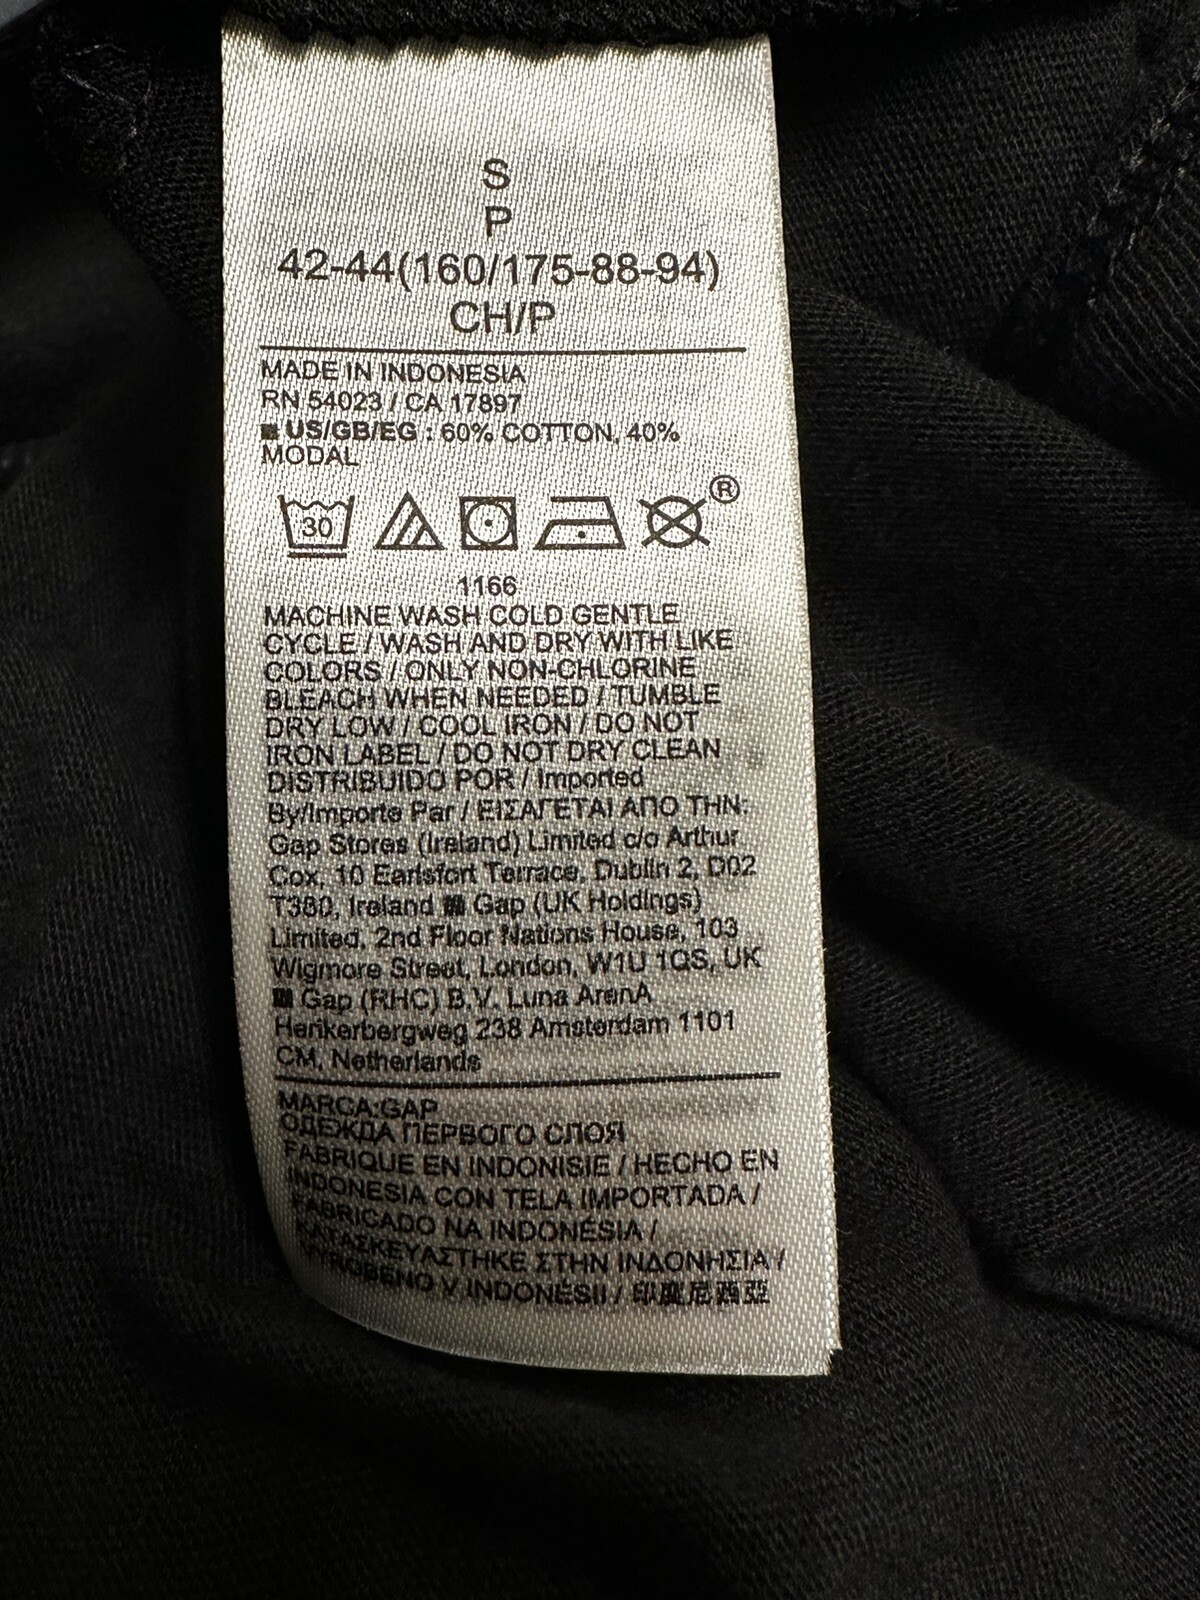 S
P
42-44(160/175-88-94)
CH/P
MADE IN INDONESIA
RN 54023 / CA 17897
■ US/GB/EG : 60% COTTON, 40%
MODAL
30
®
1166
MACHINE WASH COLD GENTLE
CYCLE / WASH AND DRY WITH LIKE
COLORS / ONLY NON-CHLORINE
BLEACH WHEN NEEDED / TUMBLE
DRY LOW / COOL IRON / DO NOT
IRON LABEL / DO NOT DRY CLEAN
DISTRIBUIDO POR / Imported
By/Importe Par / ΕΙΣΑΓΕΤΑΙ ΑΠΟ ΤΗΝ:
Gap Stores (Ireland) Limited c/o Arthur
Cox, 10 Earlsfort Terrace, Dublin 2, D02
T380, Ireland ■ Gap (UK Holdings)
Limited, 2nd Floor Nations House, 103
Wigmore Street, London, W1U 1QS, UK
■ Gap (RHC) B.V. Luna ArenA
Herikerbergweg 238 Amsterdam 1101
CM, Netherlands
MARCA:GAP
ОДЕЖДА ПЕРВОГО СЛОЯ
FABRIQUE EN INDONISIE / HECHO EN
INDONESIA CON TELA IMPORTADA /
FABRICADO NA INDONÉSIA /
ΚΑΤΑΣΚΕΥΑΣΤΗΚΕ ΣΤΗΝ ΙΝΔΟΝΗΣΙΑ /
VYROBENO V INDONÉSII / 印度尼西亞